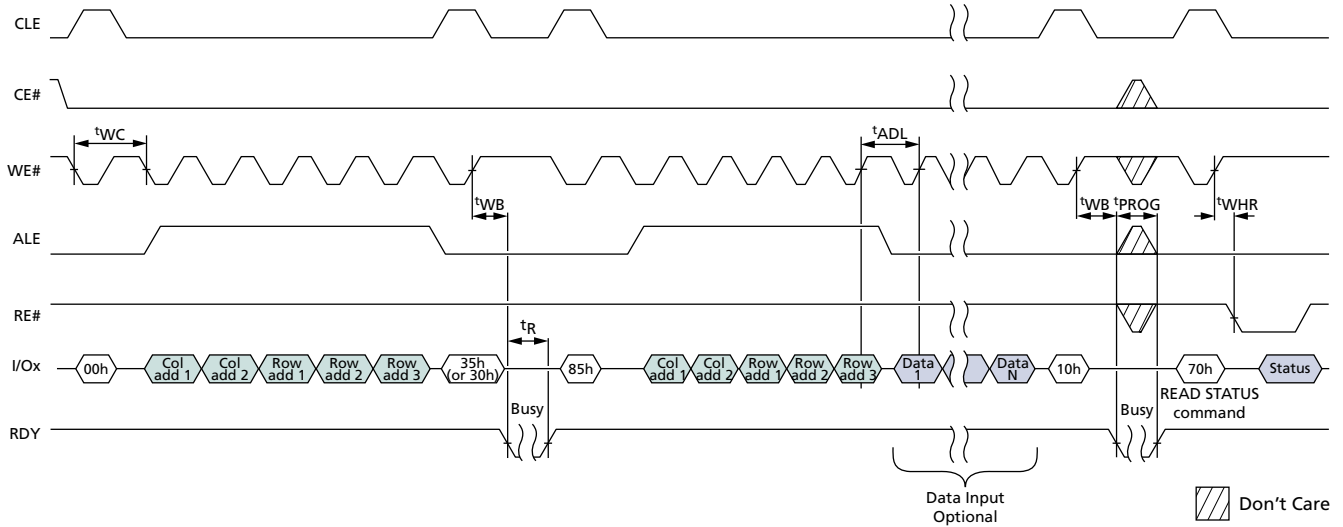 CLE
CE#
tWC
tADL
WE#
tWB
tWB
tPROG
tWHR
ALE
RE#
tR
I/Ox
00h
Col add 1
Col add 2
Row add 1
Row add 2
Row add 3
35h (or 30h)
85h
Col add 1
Col add 2
Row add 1
Row add 2
Row add 3
Data 1
Data N
10h
70h
Status
READ STATUS command
Busy
Busy
RDY
Data Input
Optional
Don't Care